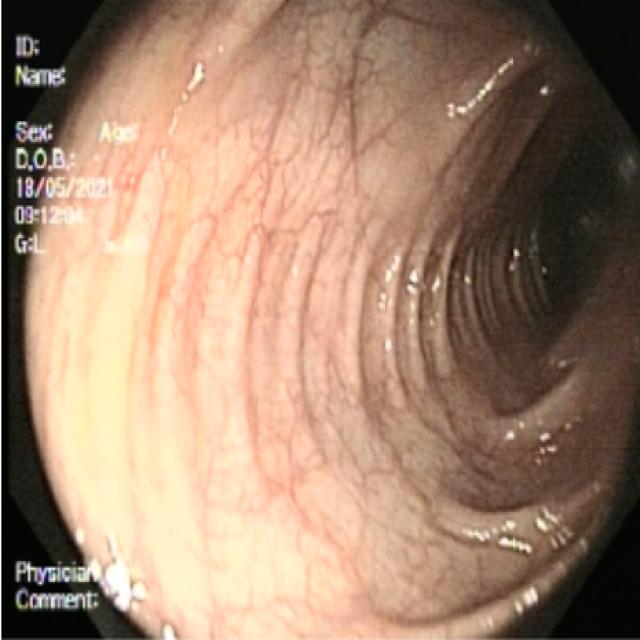 ID:
Name:
Sex: Age:
D.O.B.:
18/05/2021
09:12:04
G:L
Physician
Comment: